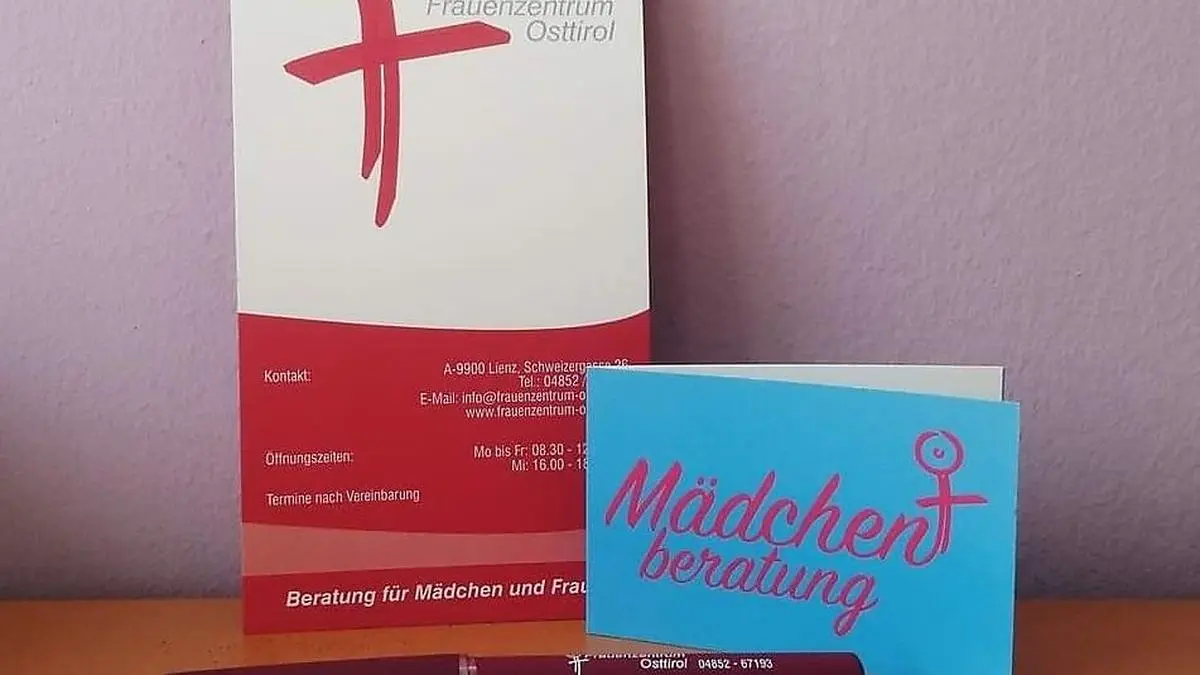 Frauenzentrum
Osttirol
Kontakt:
A-9900 Lienz, Schweizergasse 26
Tel.: 04852 /
E-Mail: info@frauenzentrum-o
www.frauenzentrum-o
Öffnungszeiten:
Mo bis Fr: 08.30 - 12
Mi: 16.00 - 18
Termine nach Vereinbarung
Beratung für Mädchen und Frau
Mädchen
beratung
Frauenzentrum
Osttirol 04852 - 67193